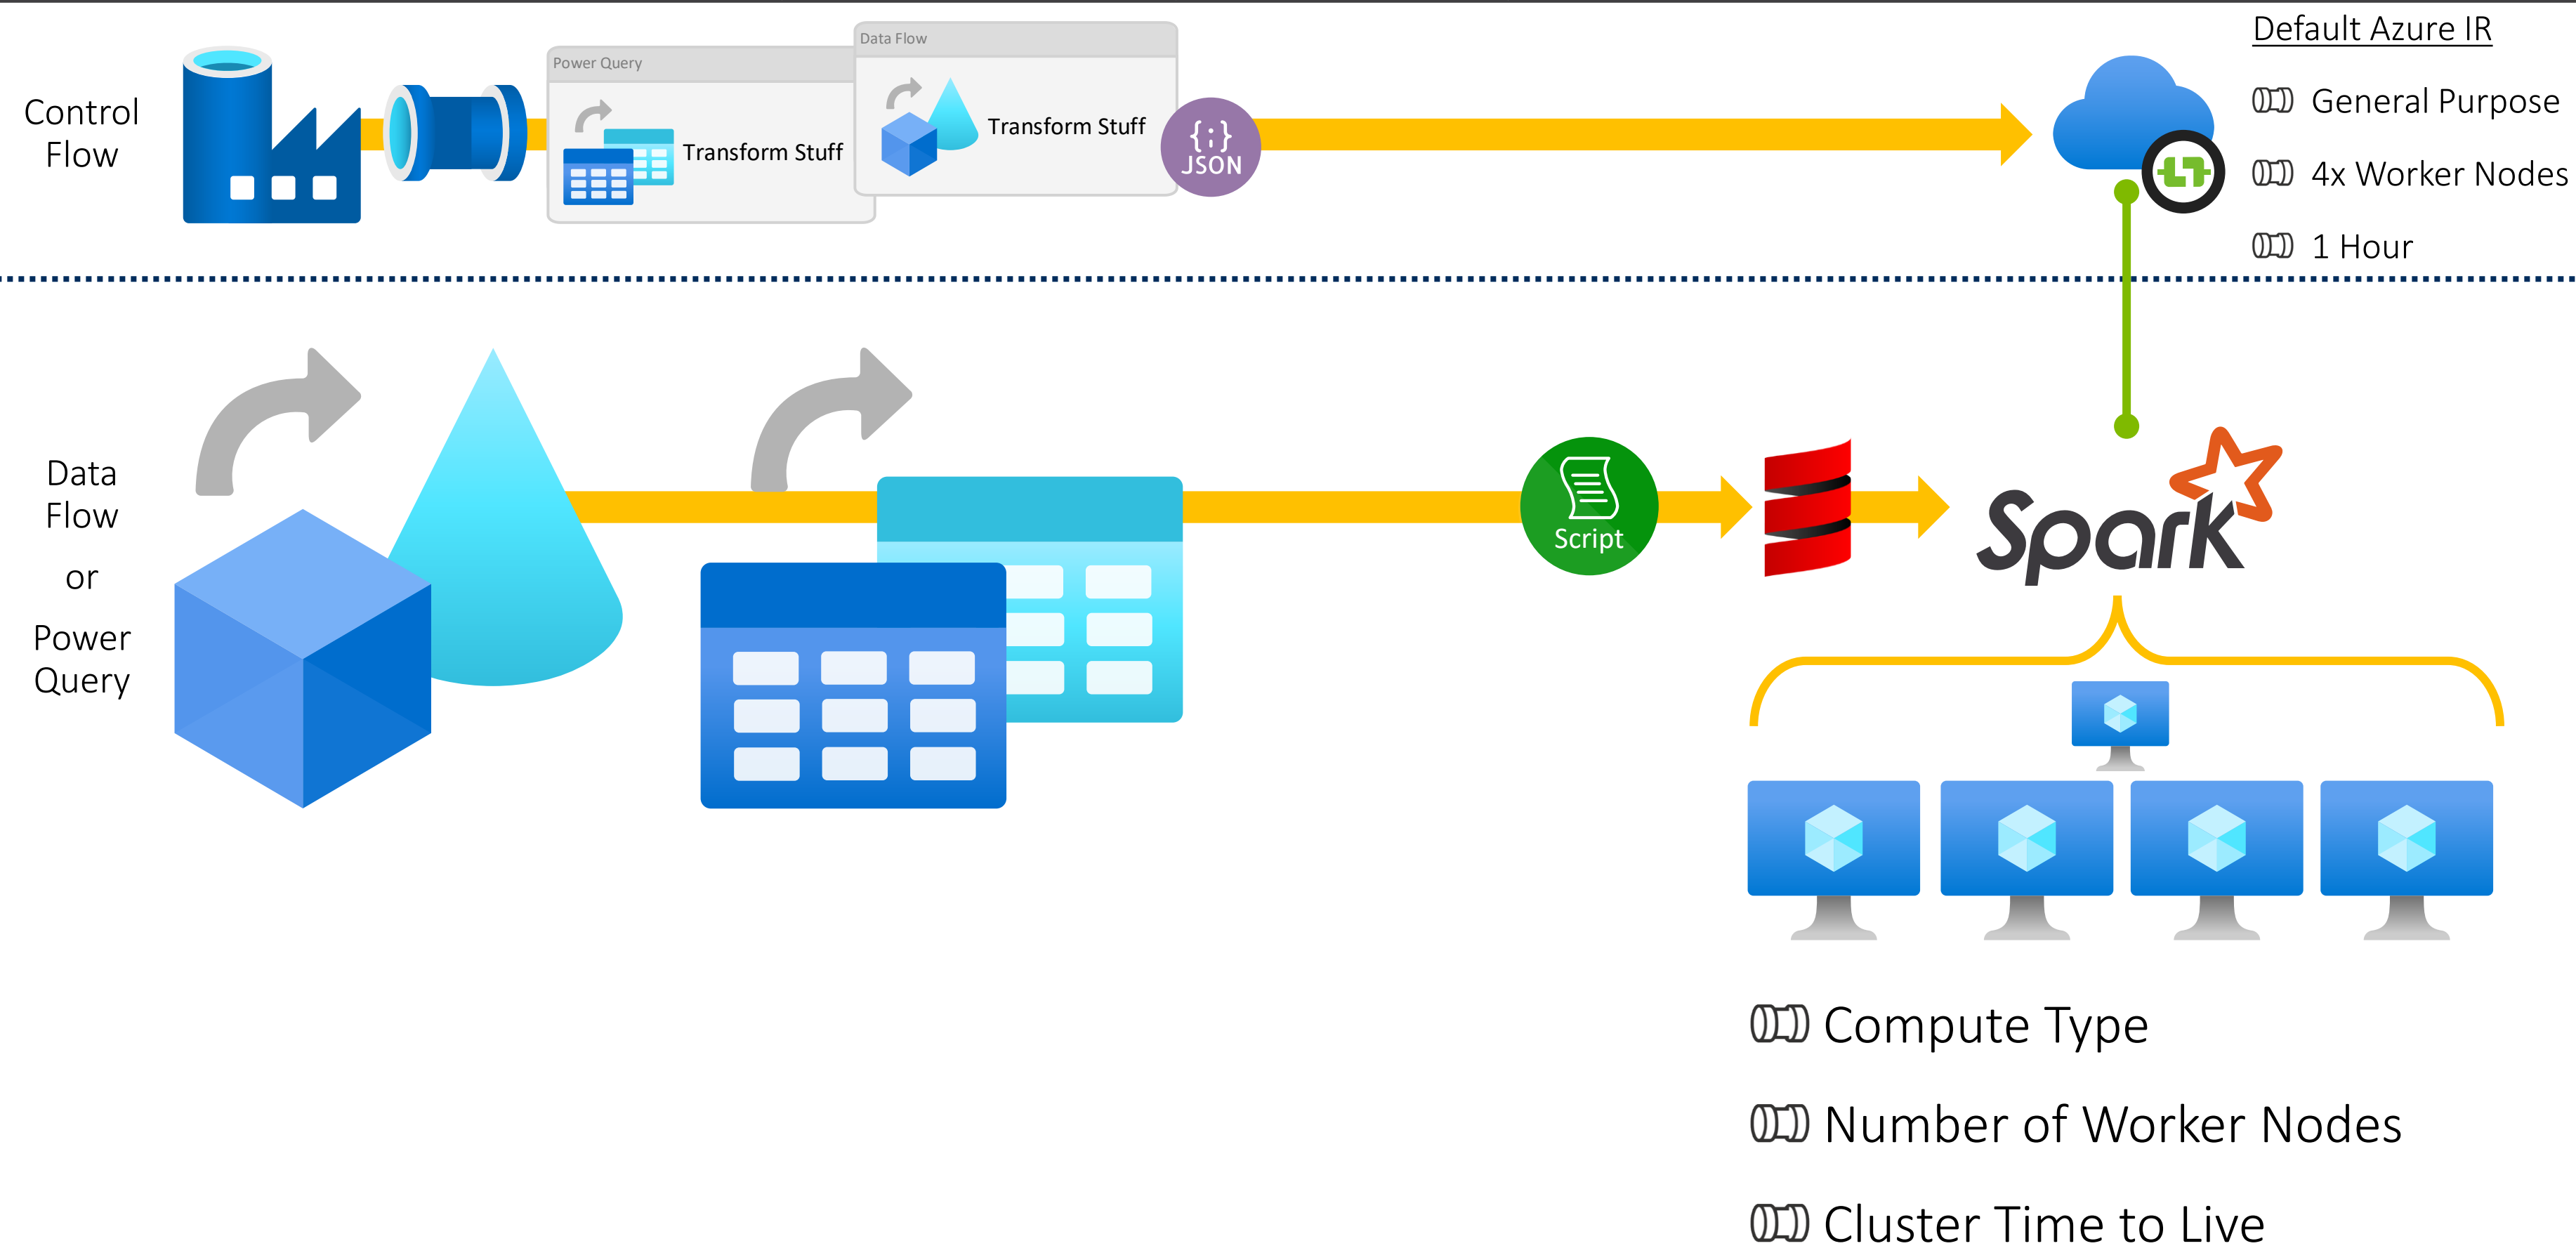 Default Azure IR
General Purpose
4x Worker Nodes
1 Hour
Control
Flow
Power Query
Transform Stuff
Data Flow
Transform Stuff
{;}
JSON
Data
Flow
or
Power
Query
Script
Spark
Compute Type
Number of Worker Nodes
Cluster Time to Live